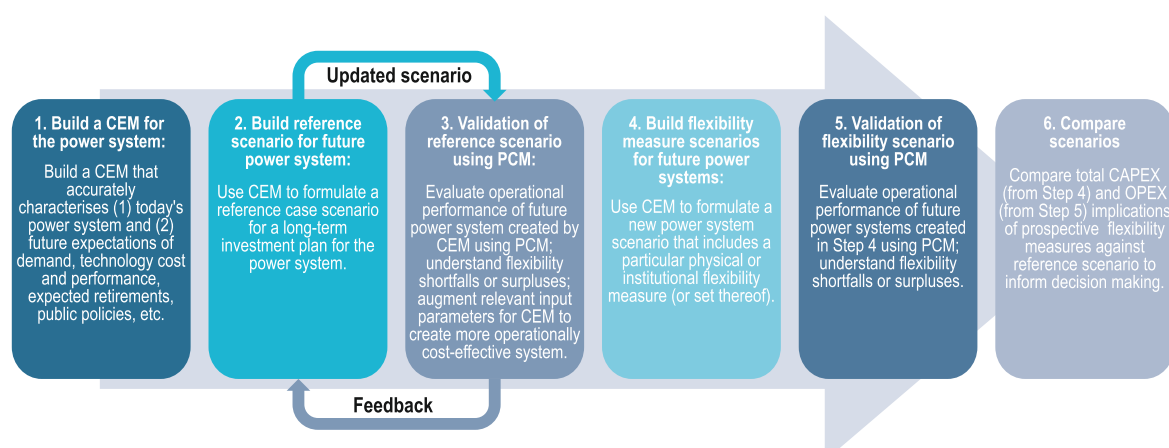 Updated scenario
1. Build a CEM for
the power system:
Build a CEM that
accurately
characterises (1) today's
power system and (2)
future expectations of
demand, technology cost
and performance,
expected retirements,
public policies, etc.
2. Build reference
scenario for future
power system:
Use CEM to formulate a
reference case scenario
for a long-term
investment plan for the
power system.
3. Validation of
reference scenario
using PCM:
Evaluate operational
performance of future
power system created by
CEM using PCM;
understand flexibility
shortfalls or surpluses;
augment relevant input
parameters for CEM to
create more operationally
cost-effective system.
4. Build flexibility
measure scenarios
for future power
systems:
Use CEM to formulate a
new power system
scenario that includes a
particular physical or
institutional flexibility
measure (or set thereof).
5. Validation of
flexibility scenario
using PCM
Evaluate operational
performance of future
power systems created
in Step 4 using PCM;
understand flexibility
shortfalls or surpluses.
6. Compare
scenarios
Compare total CAPEX
(from Step 4) and OPEX
(from Step 5) implications
of prospective flexibility
measures against
reference scenario to
inform decision making.
Feedback